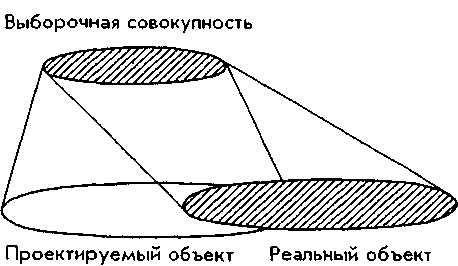 Выборочная совокупность
Проектируемый объект Реальный объект